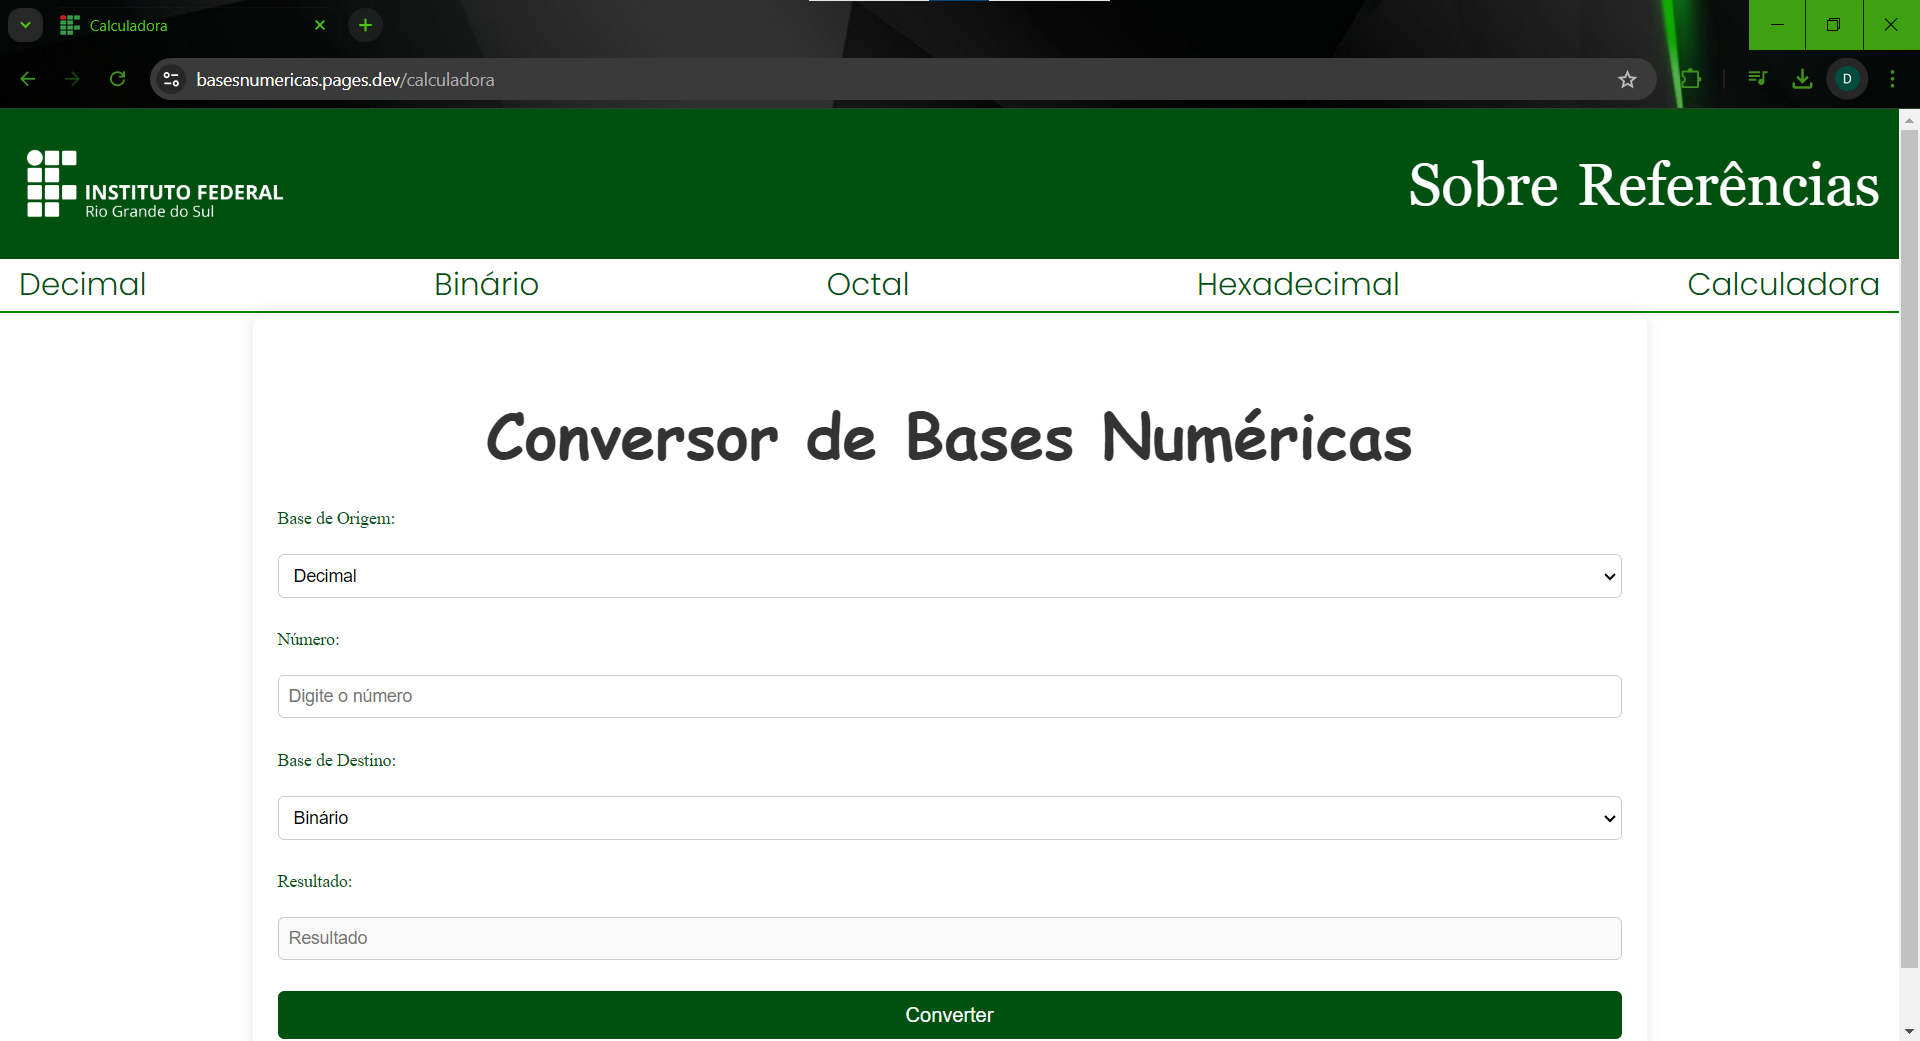 Calculadora
basesnumericas.pages.dev/calculadora
D
INSTITUTO FEDERAL
Rio Grande do Sul
Sobre Referências
Decimal Binário Octal Hexadecimal Calculadora
Conversor de Bases Numéricas
Base de Origem:
Decimal
Número:
Digite o número
Base de Destino:
Binário
Resultado:
Resultado
Converter